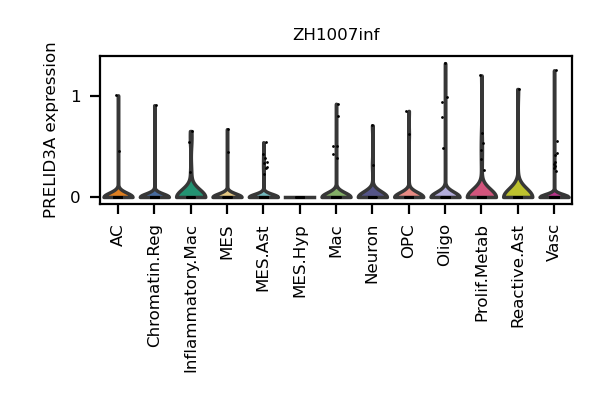 ZH1007inf
PRELID3A expression
1
0
AC
Chromatin.Reg
Inflammatory.Mac
MES
MES.Ast
MES.Hyp
Mac
Neuron
OPC
Oligo
Prolif.Metab
Reactive.Ast
Vasc